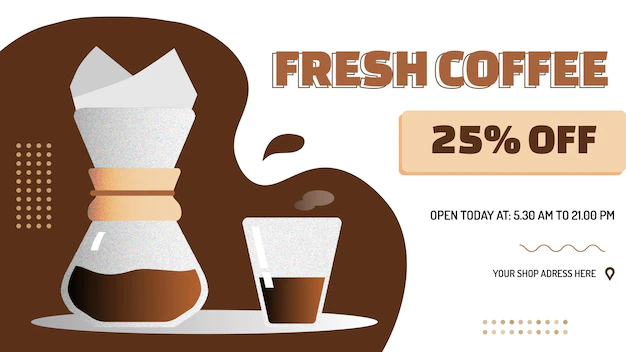 FRESH COFFEE
25% OFF
OPEN TODAY AT: 5.30 AM TO 21.00 PM
YOUR SHOP ADRESS HERE